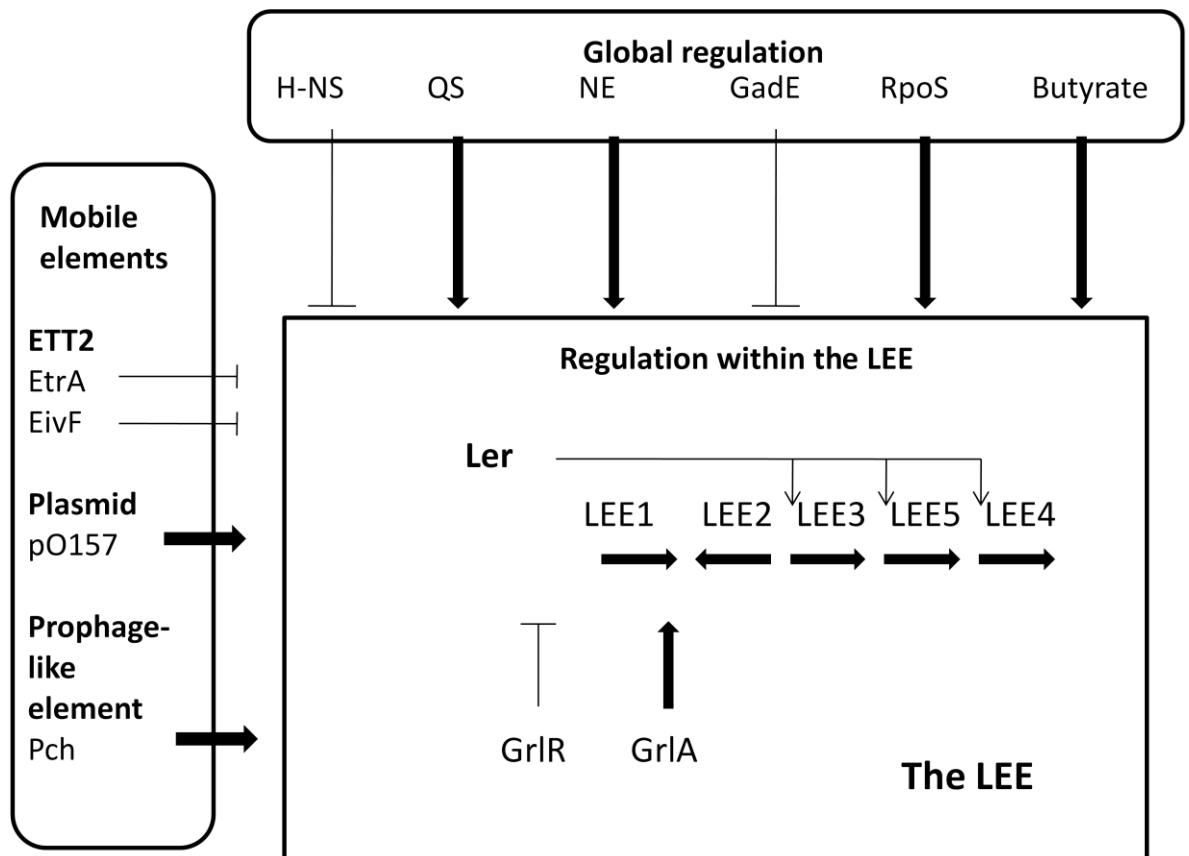 Global regulation
H-NS QS NE GadE RpoS Butyrate
Mobile
elements
ETT2
EtrA
EivF
Plasmid
pO157
Prophage-
like
element
Pch
Regulation within the LEE
Ler
LEE1 LEE2 LEE3 LEE5 LEE4
GrlR GrlA
The LEE